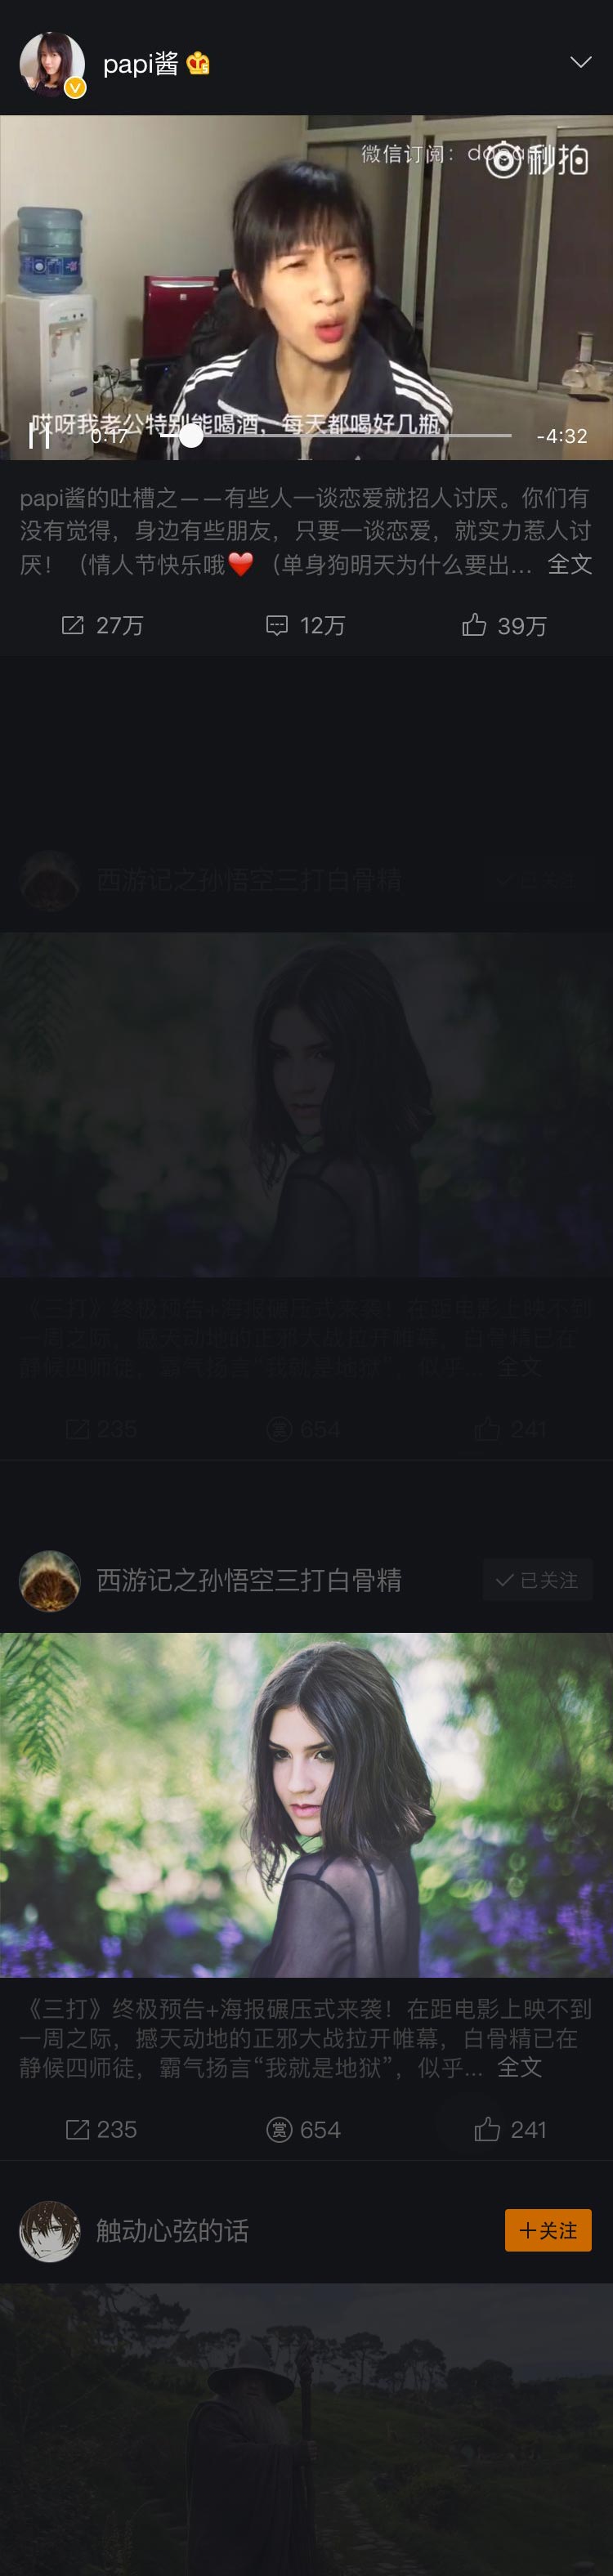 papi酱
微信订阅: dapapi
秒拍
哎呀我老公特别能喝酒，每天都喝好几瓶
0:17
-4:32
papi酱的吐槽之——有些人一谈恋爱就招人讨厌。你们有
没有觉得，身边有些朋友，只要一谈恋爱，就实力惹人讨
厌！（情人节快乐哦❤️（单身狗明天为什么要出... 全文
27万
12万
39万
西游记之孙悟空三打白骨精
已关注
《三打》终极预告+海报碾压式来袭！在距电影上映不到
一周之际，撼天动地的正邪大战拉开帷幕，白骨精已在
静候四师徒，霸气扬言“我就是地狱”，似乎... 全文
235
赏 654
241
西游记之孙悟空三打白骨精
已关注
《三打》终极预告+海报碾压式来袭！在距电影上映不到
一周之际，撼天动地的正邪大战拉开帷幕，白骨精已在
静候四师徒，霸气扬言“我就是地狱”，似乎... 全文
235
赏 654
241
触动心弦的话
+关注